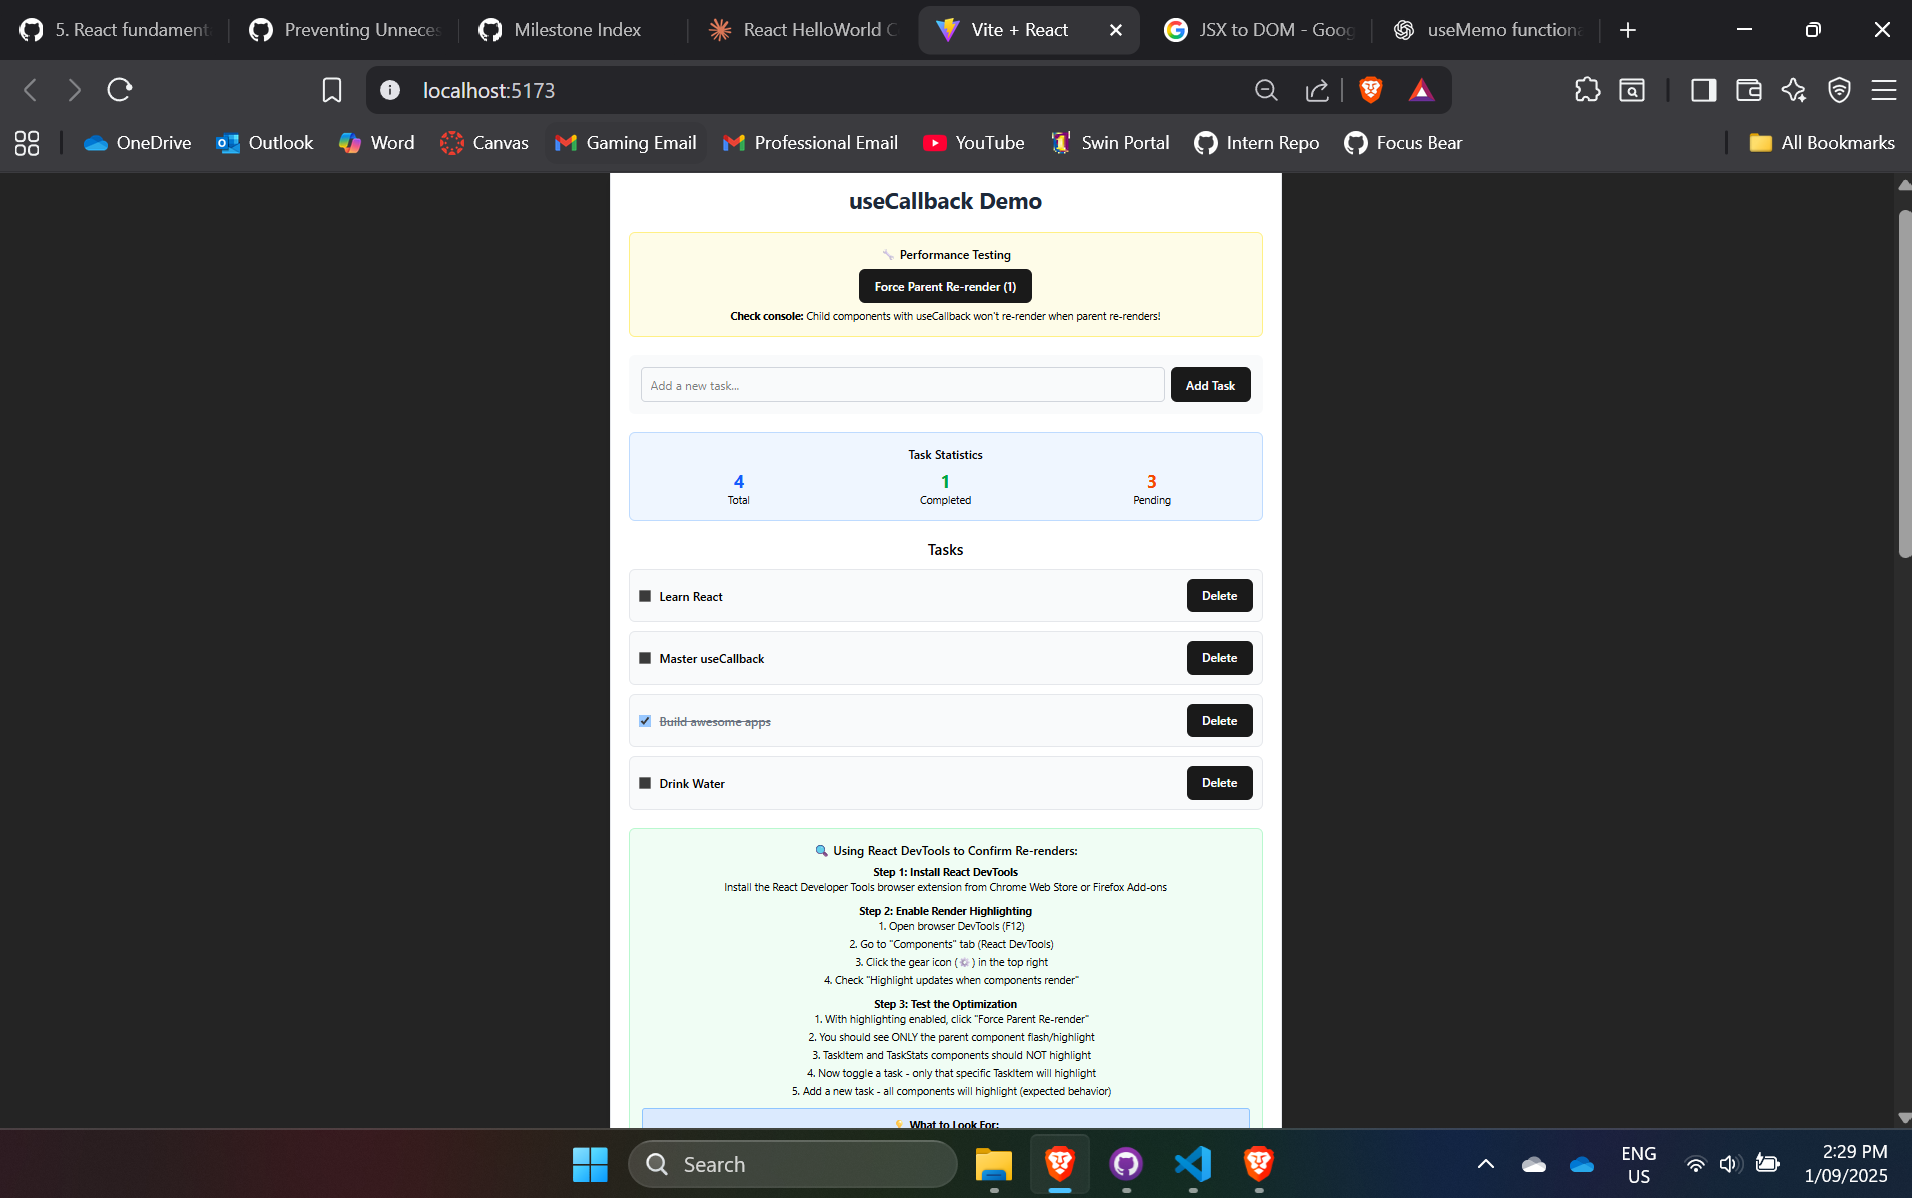 5. React fundament
Preventing Unneces
Milestone Index
React HelloWorld C
Vite + React
JSX to DOM - Goog
useMemo functiona
localhost:5173
OneDrive
Outlook
Word
Canvas
Gaming Email
Professional Email
YouTube
Swin Portal
Intern Repo
Focus Bear
All Bookmarks
useCallback Demo
🔧 Performance Testing
Force Parent Re-render (1)
Check console: Child components with useCallback won't re-render when parent re-renders!
Add a new task...
Add Task
Task Statistics
4
1
3
Total
Completed
Pending
Tasks
Learn React
Delete
Master useCallback
Delete
Build awesome apps
Delete
Drink Water
Delete
🔍 Using React DevTools to Confirm Re-renders:
Step 1: Install React DevTools
Install the React Developer Tools browser extension from Chrome Web Store or Firefox Add-ons
Step 2: Enable Render Highlighting
1. Open browser DevTools (F12)
2. Go to "Components" tab (React DevTools)
3. Click the gear icon (⚙️) in the top right
4. Check "Highlight updates when components render"
Step 3: Test the Optimization
1. With highlighting enabled, click "Force Parent Re-render"
2. You should see ONLY the parent component flash/highlight
3. TaskItem and TaskStats components should NOT highlight
4. Now toggle a task - only that specific TaskItem will highlight
5. Add a new task - all components will highlight (expected behavior)
⚡ What to Look For:
Search
ENG
US
2:29 PM
1/09/2025